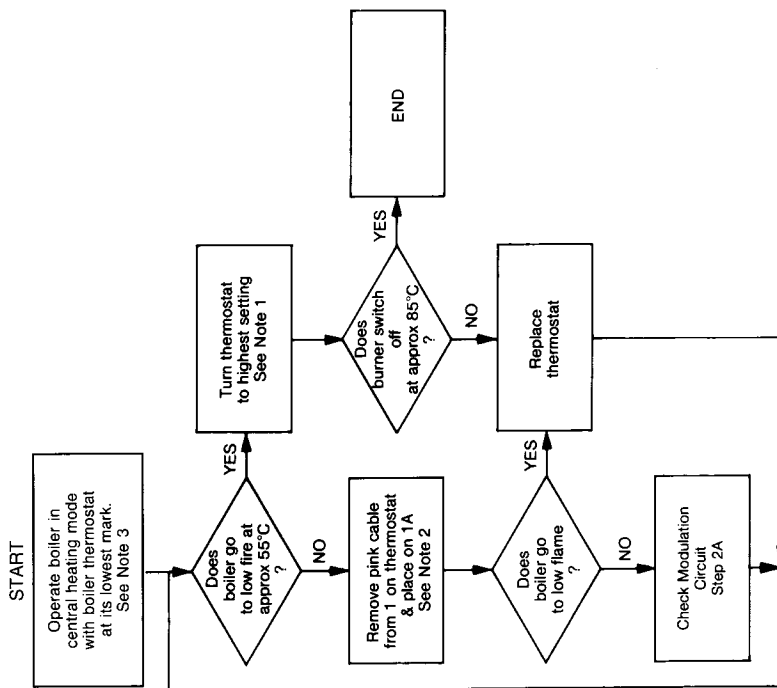 START
Operate boiler in
central heating mode
with boiler thermostat
at its lowest mark.
See Note 3
Does
boiler go
to low fire at
approx 55°C
?
YES
Turn thermostat
to highest setting
See Note 1
Does
burner switch
off
at approx 85°C
?
YES
END
NO
NO
Remove pink cable
from 1 on thermostat
& place on 1A
See Note 2
Does
boiler go
to low flame
?
YES
Replace
thermostat
NO
Check Modulation
Circuit
Step 2A